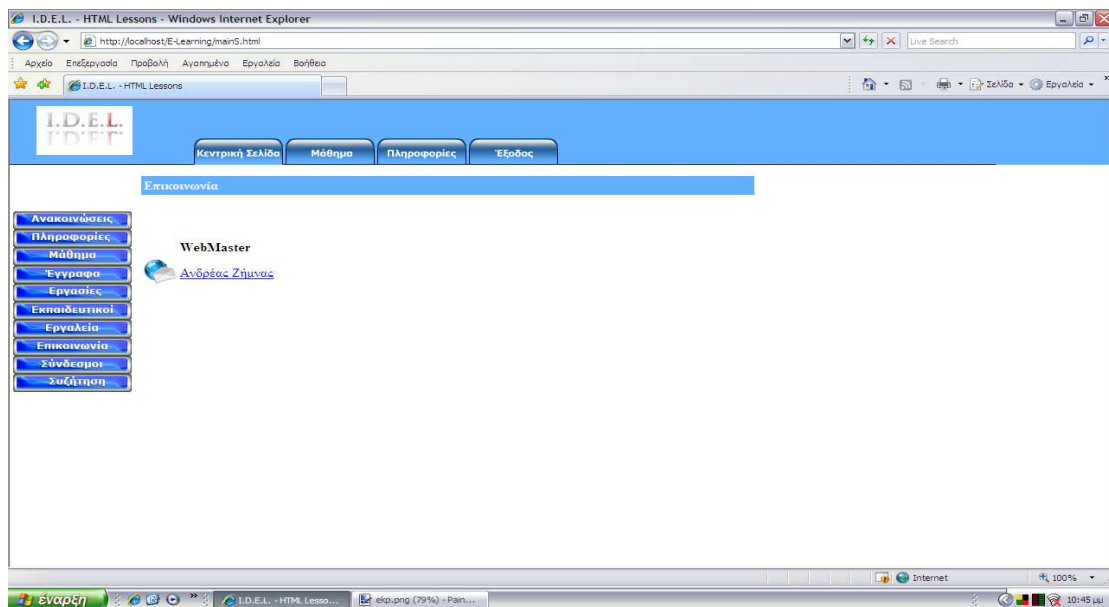 I.D.E.L. - HTML Lessons - Windows Internet Explorer
http://localhost/E-Learning/mainS.html
Live Search
Αρχείο Επεξεργασία Προβολή Αγαπημένα Εργαλεία Βοήθεια
I.D.E.L. - HTML Lessons
Σελίδα Εργαλεία
I.D.E.L.
Κεντρική Σελίδα Μάθημα Πληροφορίες Έξοδος
Επικοινωνία
Ανακοινώσεις
Πληροφορίες
Μάθημα
Έγγραφα
Εργασίες
Εκπαιδευτικοί
Εργαλεία
Επικοινωνία
Σύνδεσμοι
Συζήτηση
WebMaster
Ανδρέας Ζήμνας
Internet
100%
έναρξη
I.D.E.L. - HTML Lesso...
ekp.png (79%) - Pain...
10:45 μμ